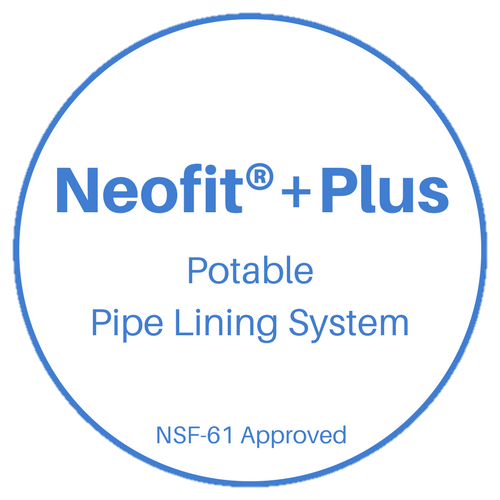 Neofit®+Plus
Potable
Pipe Lining System
NSF-61 Approved